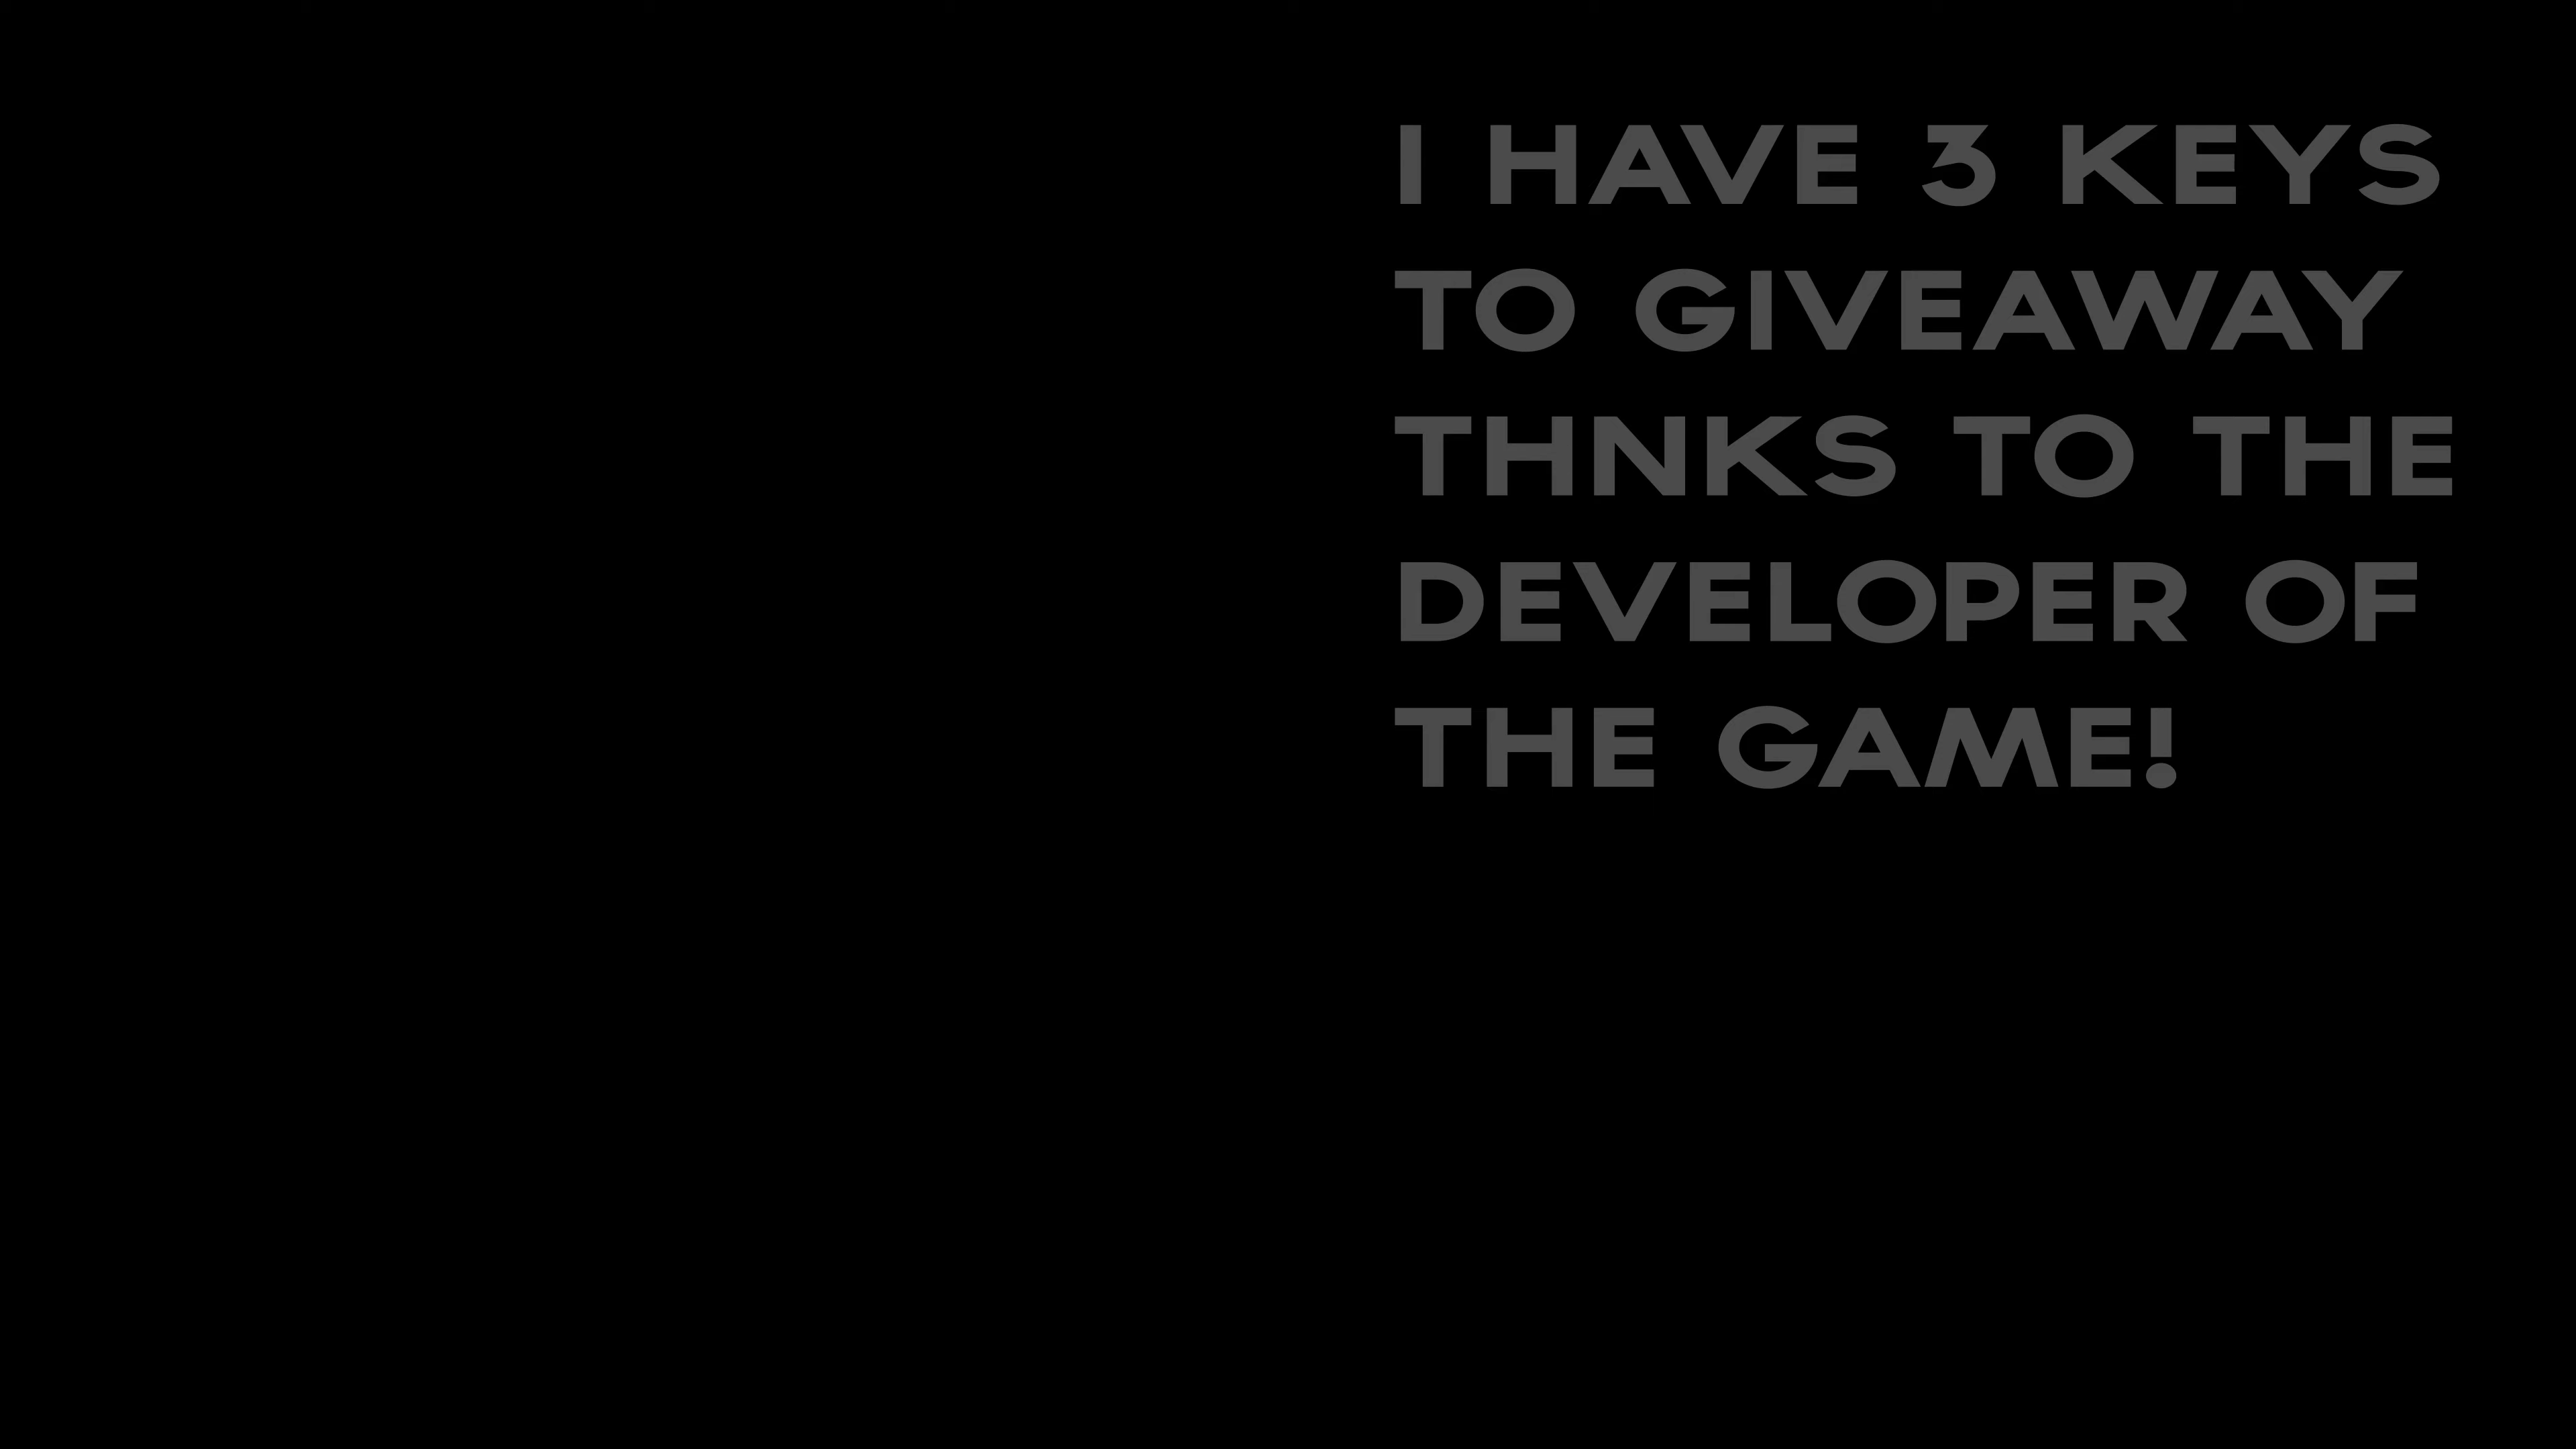 I HAVE 3 KEYS
TO GIVEAWAY
THNKS TO THE
DEVELOPER OF
THE GAME!